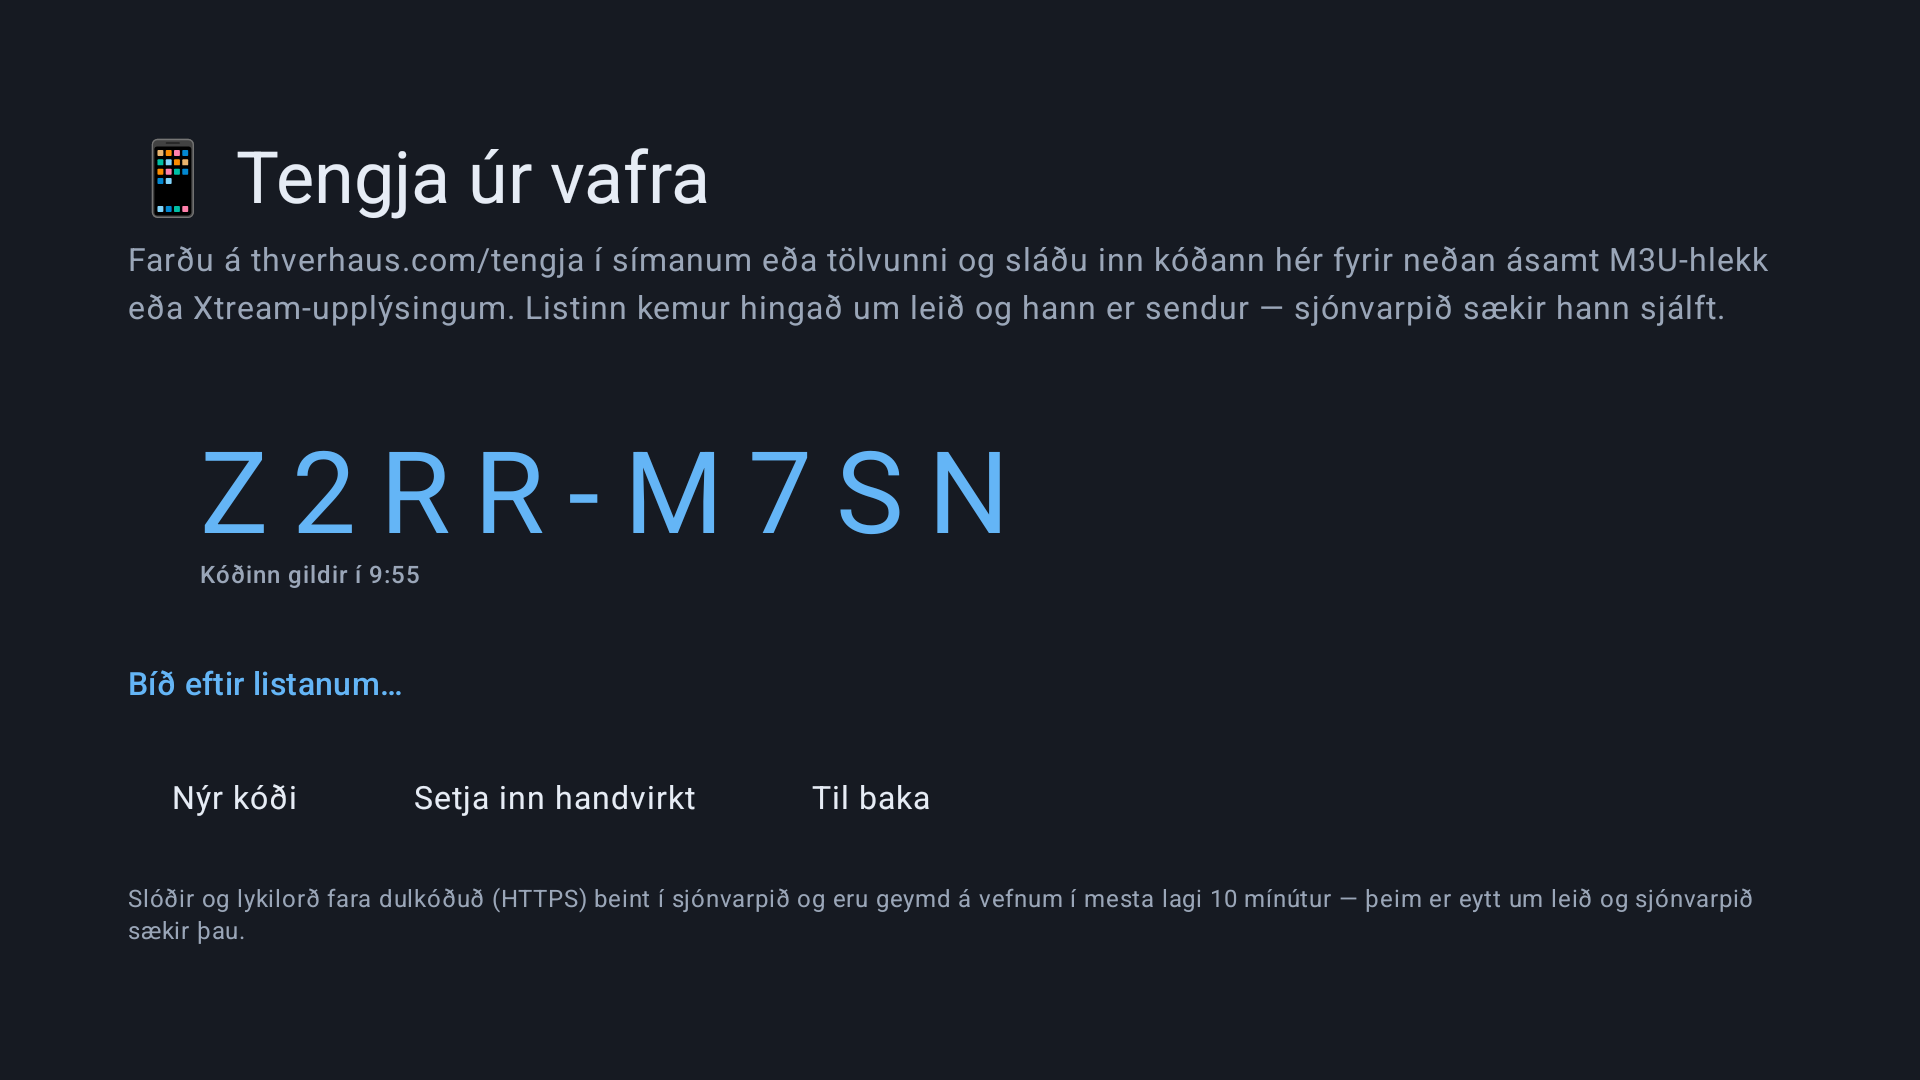 Tengja úr vafra
Farðu á thverhaus.com/tengja í símanum eða tölvunni og sláðu inn kóðann hér fyrir neðan ásamt M3U-hlekk
eða Xtream-upplýsingum. Listinn kemur hingað um leið og hann er sendur — sjónvarpið sækir hann sjálft.
Z2RR-M7SN
Kóðinn gildir í 9:55
Bíð eftir listanum…
Nýr kóði
Setja inn handvirkt
Til baka
Slóðir og lykilorð fara dulkóðuð (HTTPS) beint í sjónvarpið og eru geymd á vefnum í mesta lagi 10 mínútur — þeim er eytt um leið og sjónvarpið
sækir þau.